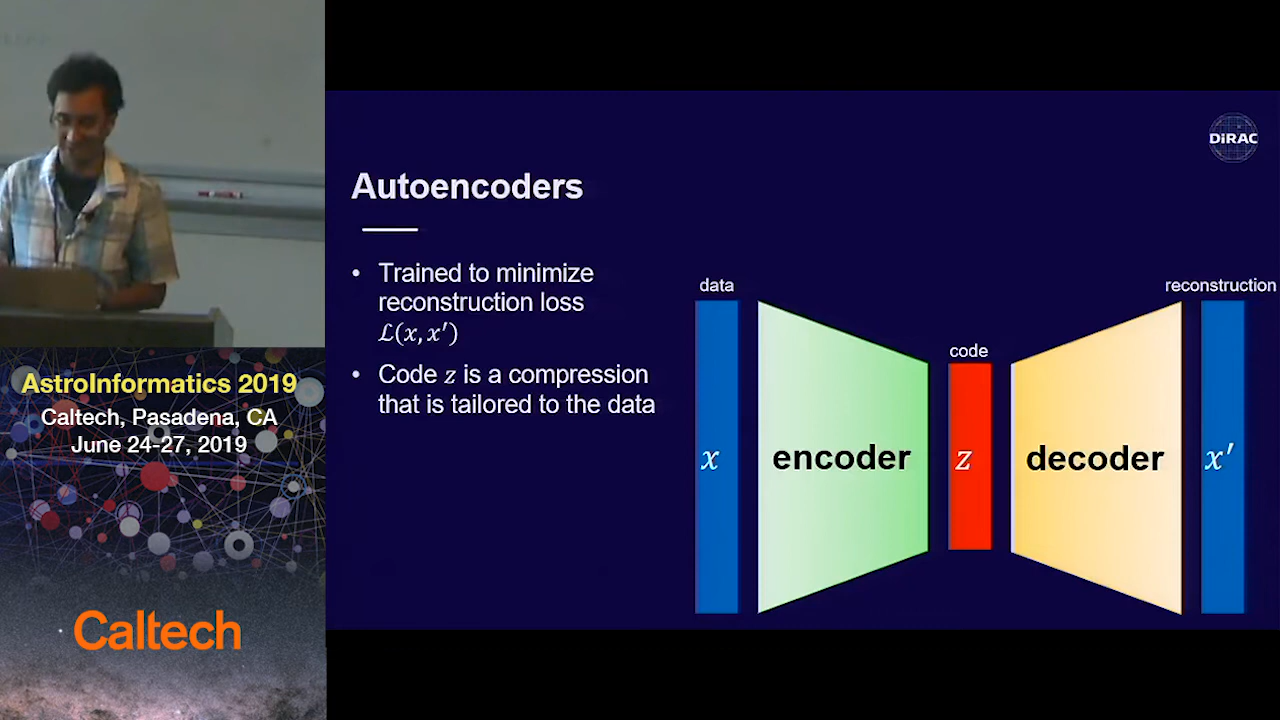 DiRAC
Autoencoders
• Trained to minimize
reconstruction loss
ℒ(x, x′)
• Code z is a compression
that is tailored to the data
data
reconstruction
code
x
encoder
z
decoder
x′
AstroInformatics 2019
Caltech, Pasadena, CA
June 24-27, 2019
Caltech